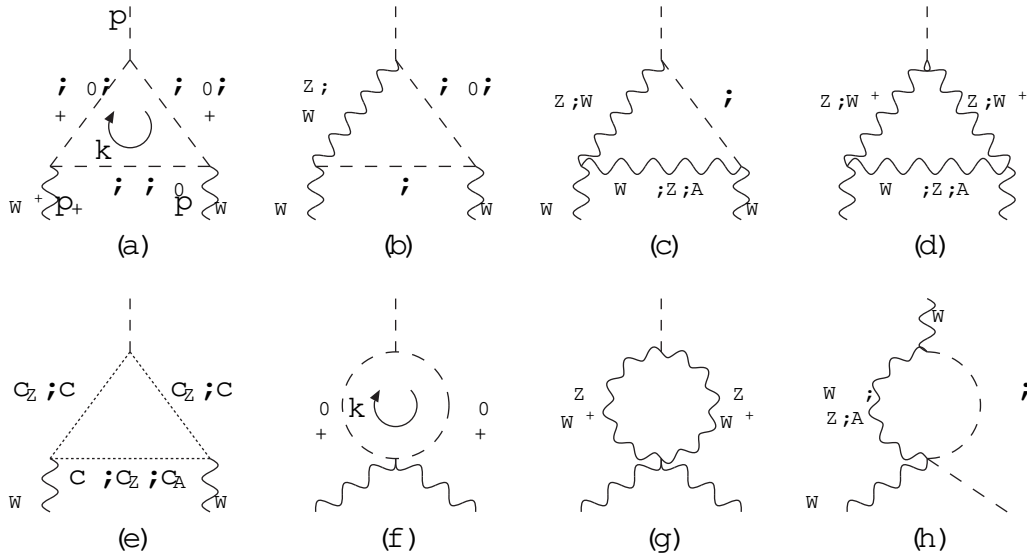 p
; 0; ; 0;
+ +
k
; ; 0
W + p+ p W
(a)
Z;
W
; 0;
;
W W
(b)
Z;W
;
W ;Z;A
W W
(c)
Z;W + Z;W +
W ;Z;A
(d)
cZ ;c cZ ;c
c ;cZ ;cA
W W
(e)
0 k 0
+ +
(f)
Z Z
W + W +
(g)
W
W ; ;
Z;A
W
(h)